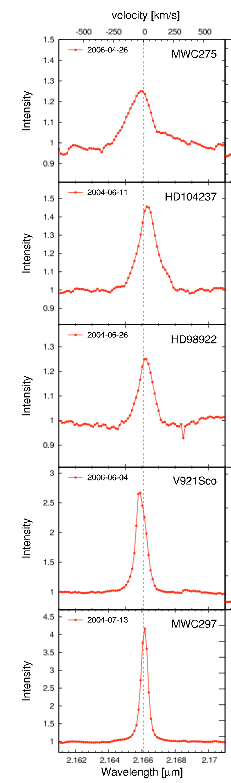 velocity [km/s]
-500 -250 0 250 500
1.5
2006-04-26
MWC275
1.4
1.3
Intensity
1.2
1.1
1
0.9
1.5
2004-06-11
HD104237
1.4
1.3
Intensity
1.2
1.1
1
0.9
2004-06-26
HD98922
1.3
1.2
Intensity
1.1
1
0.9
3
2006-06-04
V921Sco
2.5
Intensity
2
1.5
1
4.5
2004-07-13
MWC297
4
3.5
3
Intensity
2.5
2
1.5
1
2.162 2.164 2.166 2.168 2.17
Wavelength [μm]